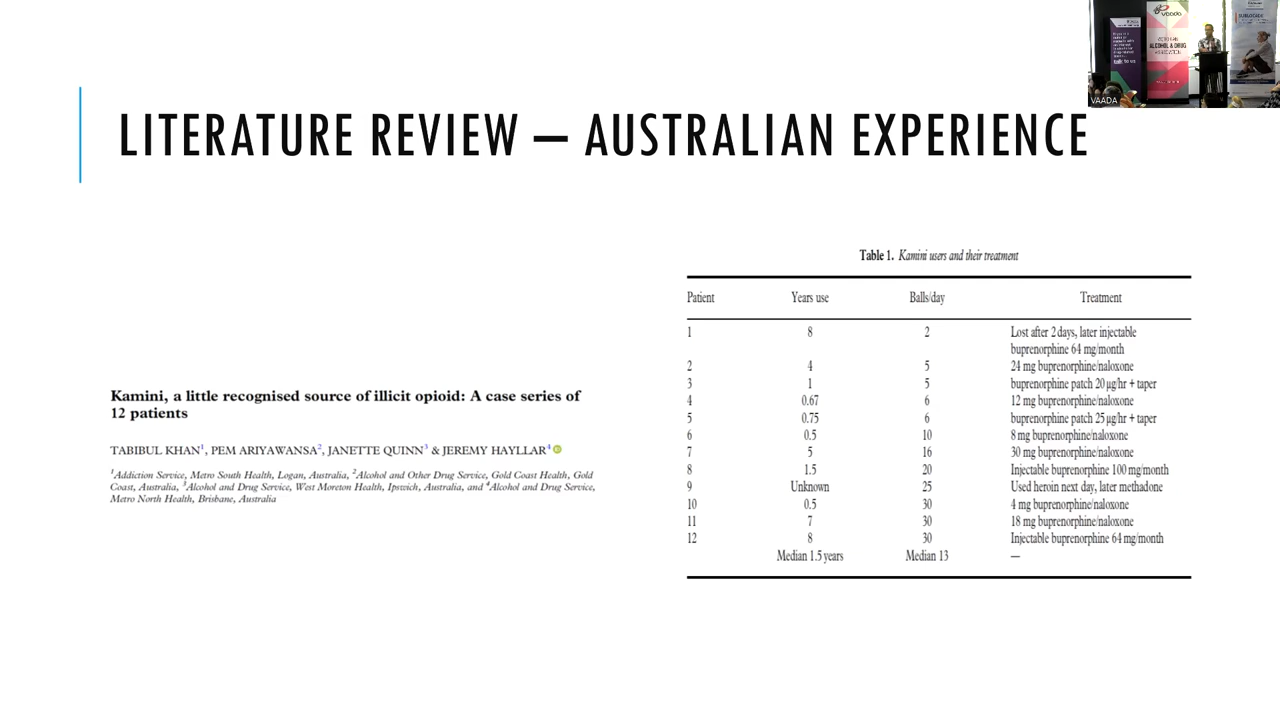 LITERATURE REVIEW – AUSTRALIAN EXPERIENCE
VAADA
vaada
ALCOHOL & DRUG
talk to us
SUBLOCADE
Kamini, a little recognised source of illicit opioid: A case series of
12 patients
TABIBUL KHAN1, PEM ARIYAWANSA2, JANETTE QUINN3 & JEREMY HAYLLAR4
1Addiction Service, Metro South Health, Logan, Australia, 2Alcohol and Other Drug Service, Gold Coast Health, Gold
Coast, Australia, 3Alcohol and Drug Service, West Moreton Health, Ipswich, Australia, and 4Alcohol and Drug Service,
Metro North Health, Brisbane, Australia
Table 1. Kamini users and their treatment
Patient Years use Balls/day Treatment
1 8 2 Lost after 2 days, later injectable
buprenorphine 64 mg/month
2 4 5 24 mg buprenorphine/naloxone
3 1 5 buprenorphine patch 20 µg/hr + taper
4 0.67 6 12 mg buprenorphine/naloxone
5 0.75 6 buprenorphine patch 25 µg/hr + taper
6 0.5 10 8 mg buprenorphine/naloxone
7 5 16 30 mg buprenorphine/naloxone
8 1.5 20 Injectable buprenorphine 100 mg/month
9 Unknown 25 Used heroin next day, later methadone
10 0.5 30 4 mg buprenorphine/naloxone
11 7 30 18 mg buprenorphine/naloxone
12 8 30 Injectable buprenorphine 64 mg/month
Median 1.5 years Median 13 —